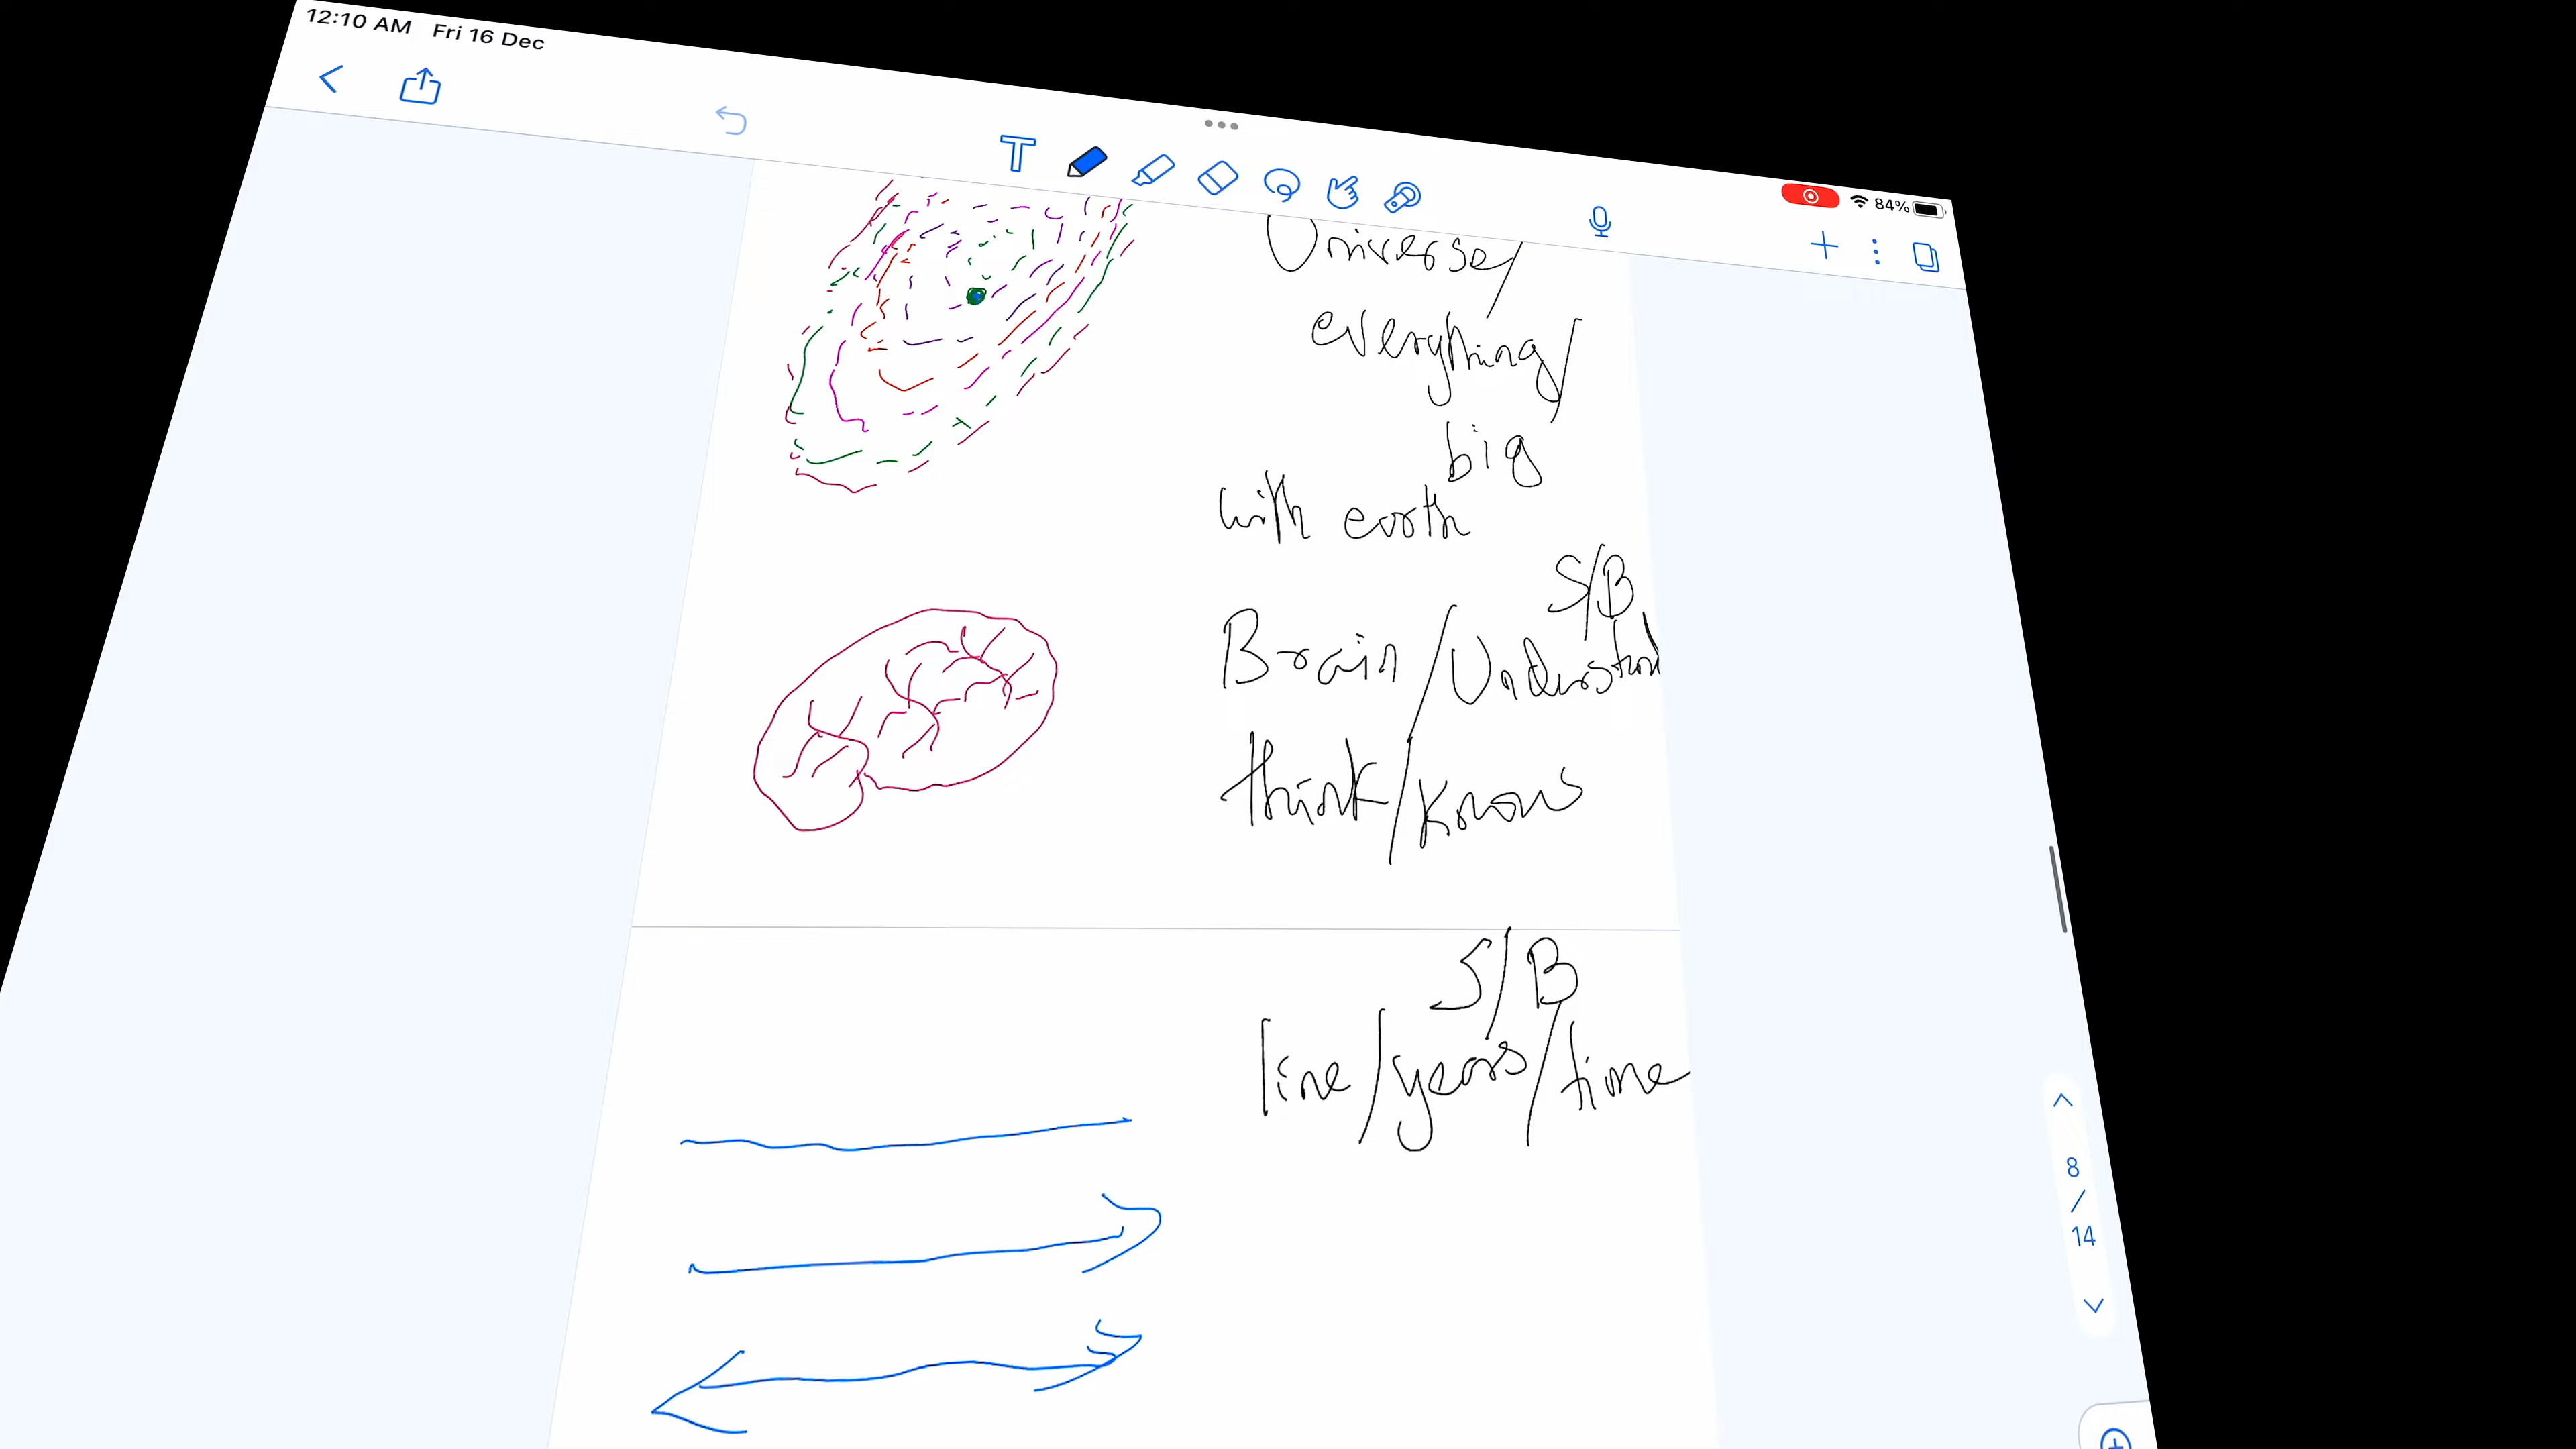 12:10 AM Fri 16 Dec
84%
Universe/
everything/
big
with earth
S/B
Brain/Understand
think/know
S/B
line/years/time
8
/
14